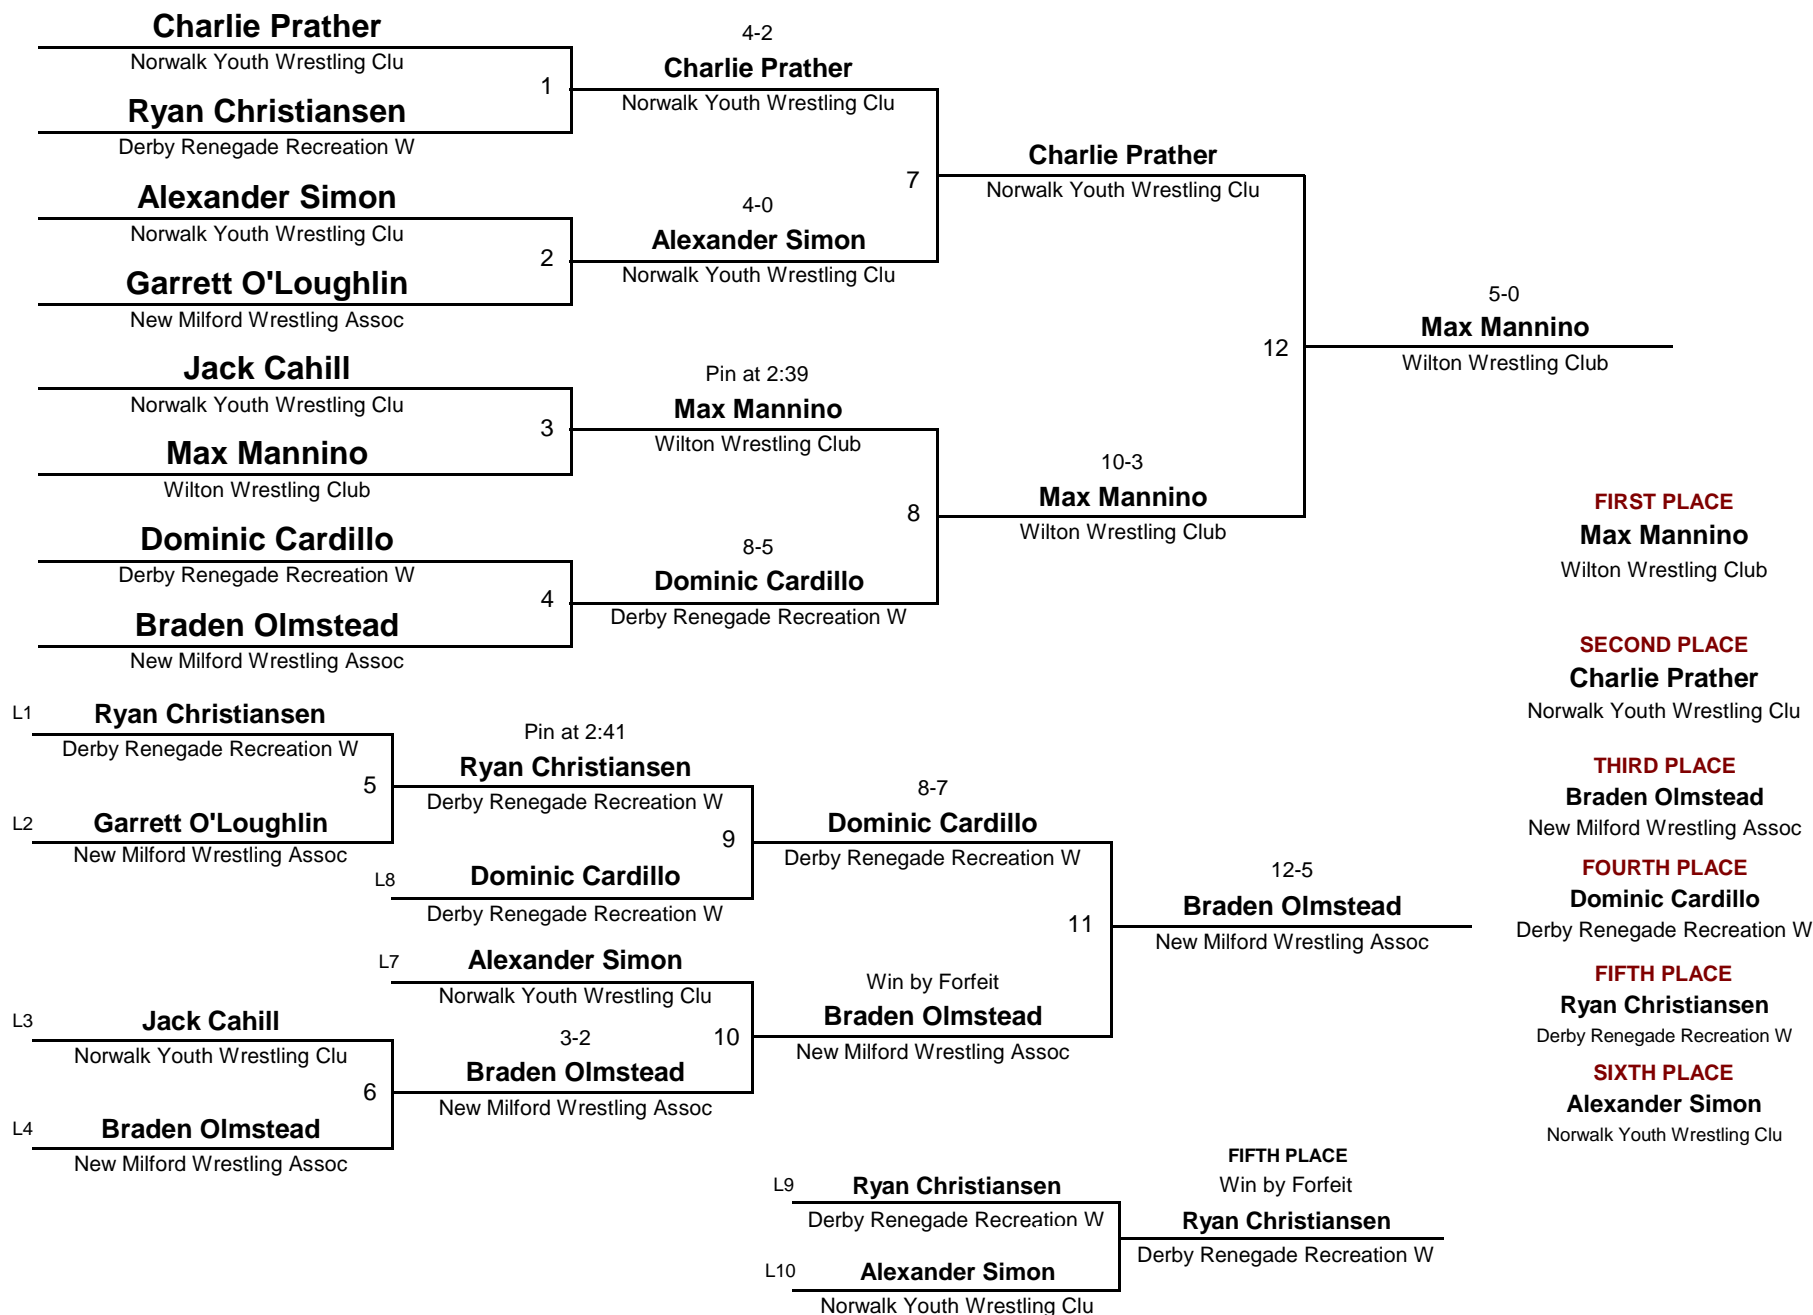 Charlie Prather
Norwalk Youth Wrestling Clu
1
Ryan Christiansen
Derby Renegade Recreation W
4-2
Charlie Prather
Norwalk Youth Wrestling Clu
Alexander Simon
Norwalk Youth Wrestling Clu
2
Garrett O'Loughlin
New Milford Wrestling Assoc
4-0
Alexander Simon
Norwalk Youth Wrestling Clu
7
Charlie Prather
Norwalk Youth Wrestling Clu
Jack Cahill
Norwalk Youth Wrestling Clu
3
Max Mannino
Wilton Wrestling Club
Pin at 2:39
Max Mannino
Wilton Wrestling Club
Dominic Cardillo
Derby Renegade Recreation W
4
Braden Olmstead
New Milford Wrestling Assoc
8-5
Dominic Cardillo
Derby Renegade Recreation W
8
10-3
Max Mannino
Wilton Wrestling Club
12
5-0
Max Mannino
Wilton Wrestling Club
L1
Ryan Christiansen
Derby Renegade Recreation W
5
L2
Garrett O'Loughlin
New Milford Wrestling Assoc
Pin at 2:41
Ryan Christiansen
Derby Renegade Recreation W
9
L8
Dominic Cardillo
Derby Renegade Recreation W
8-7
Dominic Cardillo
Derby Renegade Recreation W
L7
Alexander Simon
Norwalk Youth Wrestling Clu
10
L3
Jack Cahill
Norwalk Youth Wrestling Clu
6
L4
Braden Olmstead
New Milford Wrestling Assoc
3-2
Braden Olmstead
New Milford Wrestling Assoc
Win by Forfeit
Braden Olmstead
New Milford Wrestling Assoc
11
12-5
Braden Olmstead
New Milford Wrestling Assoc
L9
Ryan Christiansen
Derby Renegade Recreation W
L10
Alexander Simon
Norwalk Youth Wrestling Clu
FIFTH PLACE
Win by Forfeit
Ryan Christiansen
Derby Renegade Recreation W
FIRST PLACE
Max Mannino
Wilton Wrestling Club
SECOND PLACE
Charlie Prather
Norwalk Youth Wrestling Clu
THIRD PLACE
Braden Olmstead
New Milford Wrestling Assoc
FOURTH PLACE
Dominic Cardillo
Derby Renegade Recreation W
FIFTH PLACE
Ryan Christiansen
Derby Renegade Recreation W
SIXTH PLACE
Alexander Simon
Norwalk Youth Wrestling Clu